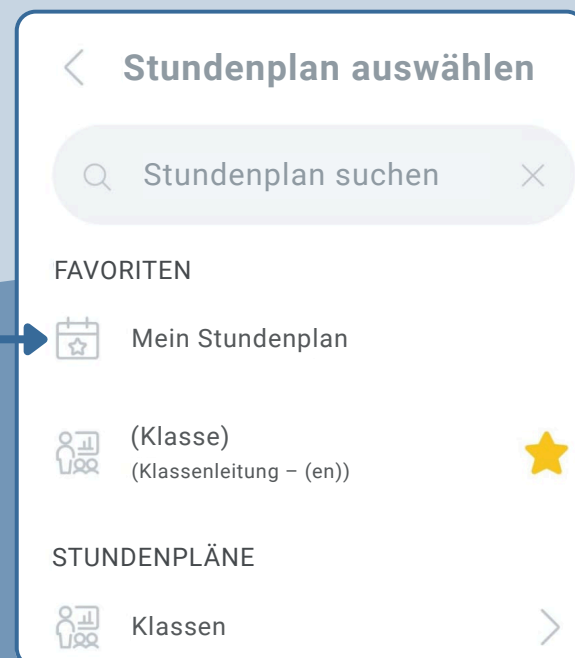 Stundenplan auswählen
Stundenplan suchen
FAVORITEN
Mein Stundenplan
(Klasse)
(Klassenleitung – (en))
STUNDENPLÄNE
Klassen